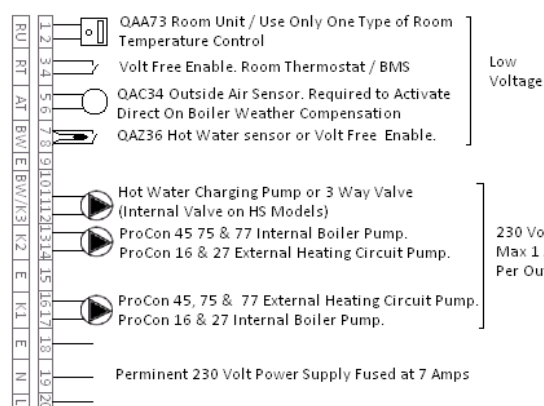 RU
RT
AT
BW
E
BW/K3
K2
E
K1
E
N
L
1
2
3
4
5
6
7
8
9
10
11
12
13
14
15
16
17
18
19
20
QAA73 Room Unit / Use Only One Type of Room
Temperature Control
Volt Free Enable. Room Thermostat / BMS
QAC34 Outside Air Sensor. Required to Activate
Direct On Boiler Weather Compensation
QAZ36 Hot Water sensor or Volt Free Enable.
Low
Voltage
Hot Water Charging Pump or 3 Way Valve
(Internal Valve on HS Models)
ProCon 45 75 & 77 Internal Boiler Pump.
ProCon 16 & 27 External Heating Circuit Pump.
ProCon 45, 75 & 77 External Heating Circuit Pump.
ProCon 16 & 27 Internal Boiler Pump.
230 Vo
Max 1
Per Ou
Perminent 230 Volt Power Supply Fused at 7 Amps